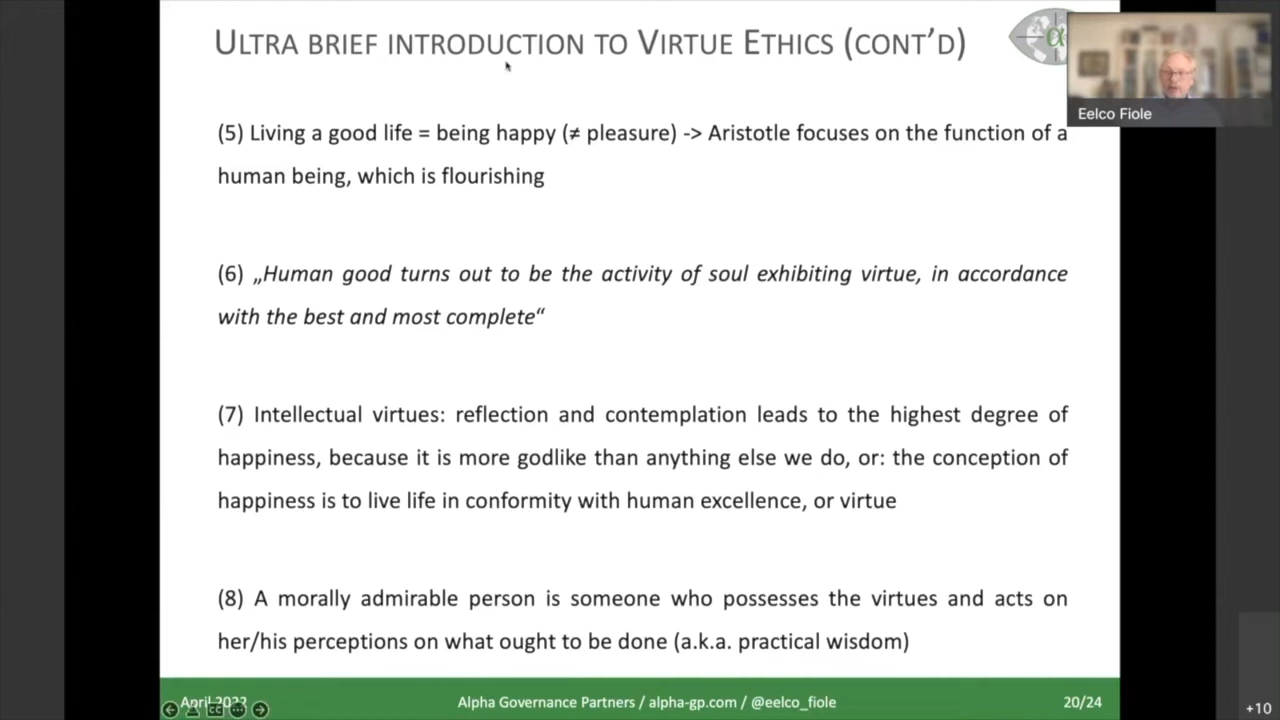 ULTRA BRIEF INTRODUCTION TO VIRTUE ETHICS (CONT'D)
α
Eelco Fiole
(5) Living a good life = being happy (≠ pleasure) -> Aristotle focuses on the function of a
human being, which is flourishing
(6) „Human good turns out to be the activity of soul exhibiting virtue, in accordance
with the best and most complete“
(7) Intellectual virtues: reflection and contemplation leads to the highest degree of
happiness, because it is more godlike than anything else we do, or: the conception of
happiness is to live life in conformity with human excellence, or virtue
(8) A morally admirable person is someone who possesses the virtues and acts on
her/his perceptions on what ought to be done (a.k.a. practical wisdom)
April 2023
Alpha Governance Partners / alpha-gp.com / @eelco_fiole
20/24
+10